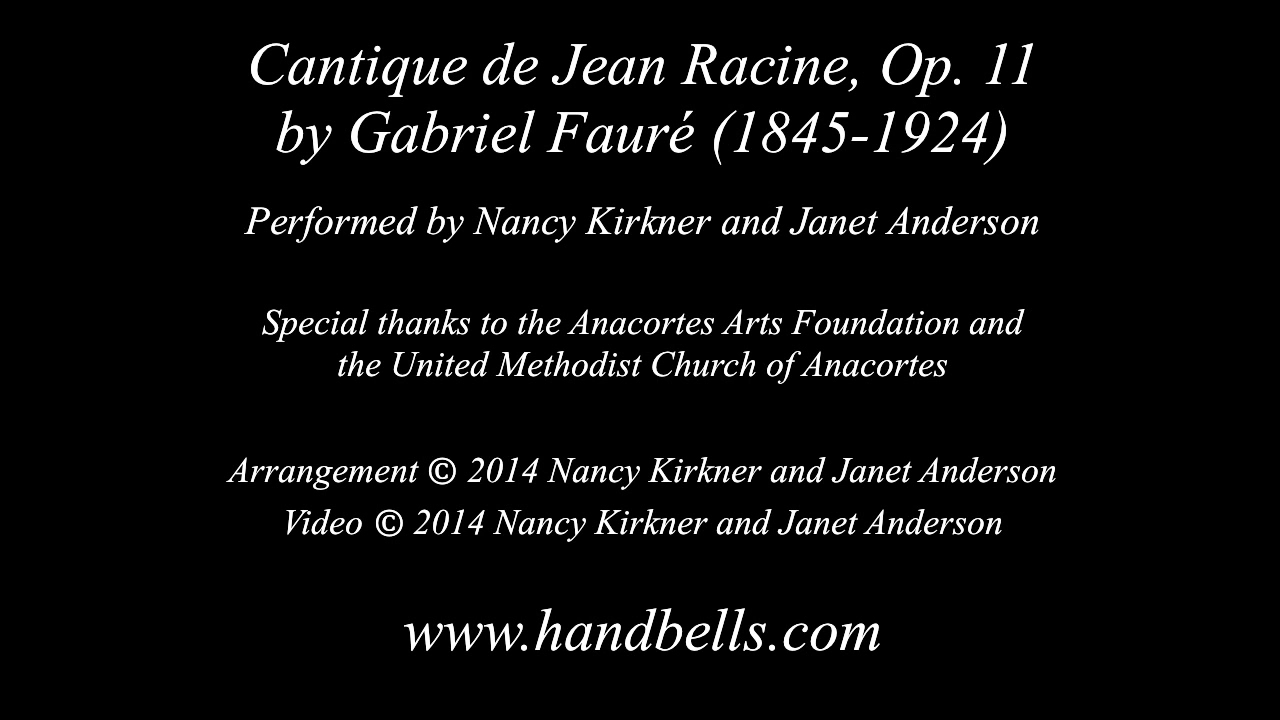 Cantique de Jean Racine, Op. 11
by Gabriel Fauré (1845-1924)
Performed by Nancy Kirkner and Janet Anderson
Special thanks to the Anacortes Arts Foundation and
the United Methodist Church of Anacortes
Arrangement © 2014 Nancy Kirkner and Janet Anderson
Video © 2014 Nancy Kirkner and Janet Anderson
www.handbells.com